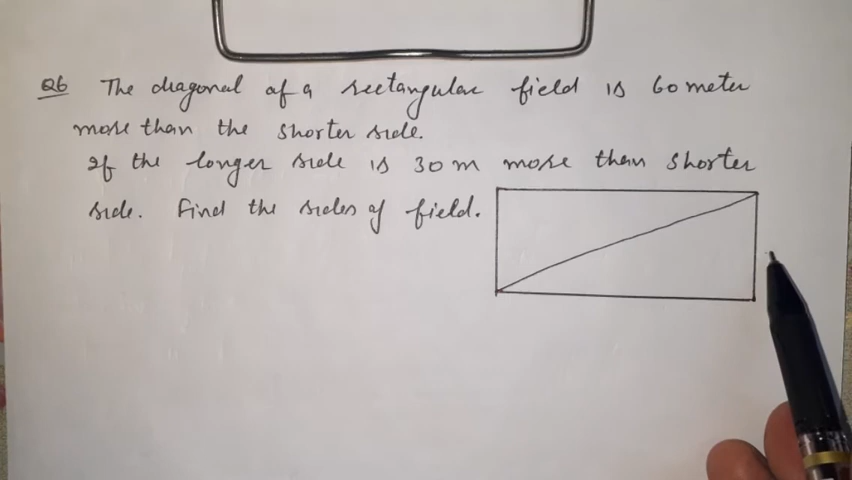 Q6 The diagonal of a rectangular field is 60 meter
more than the shorter side.
If the longer side is 30 m more than shorter
side. Find the sides of field.